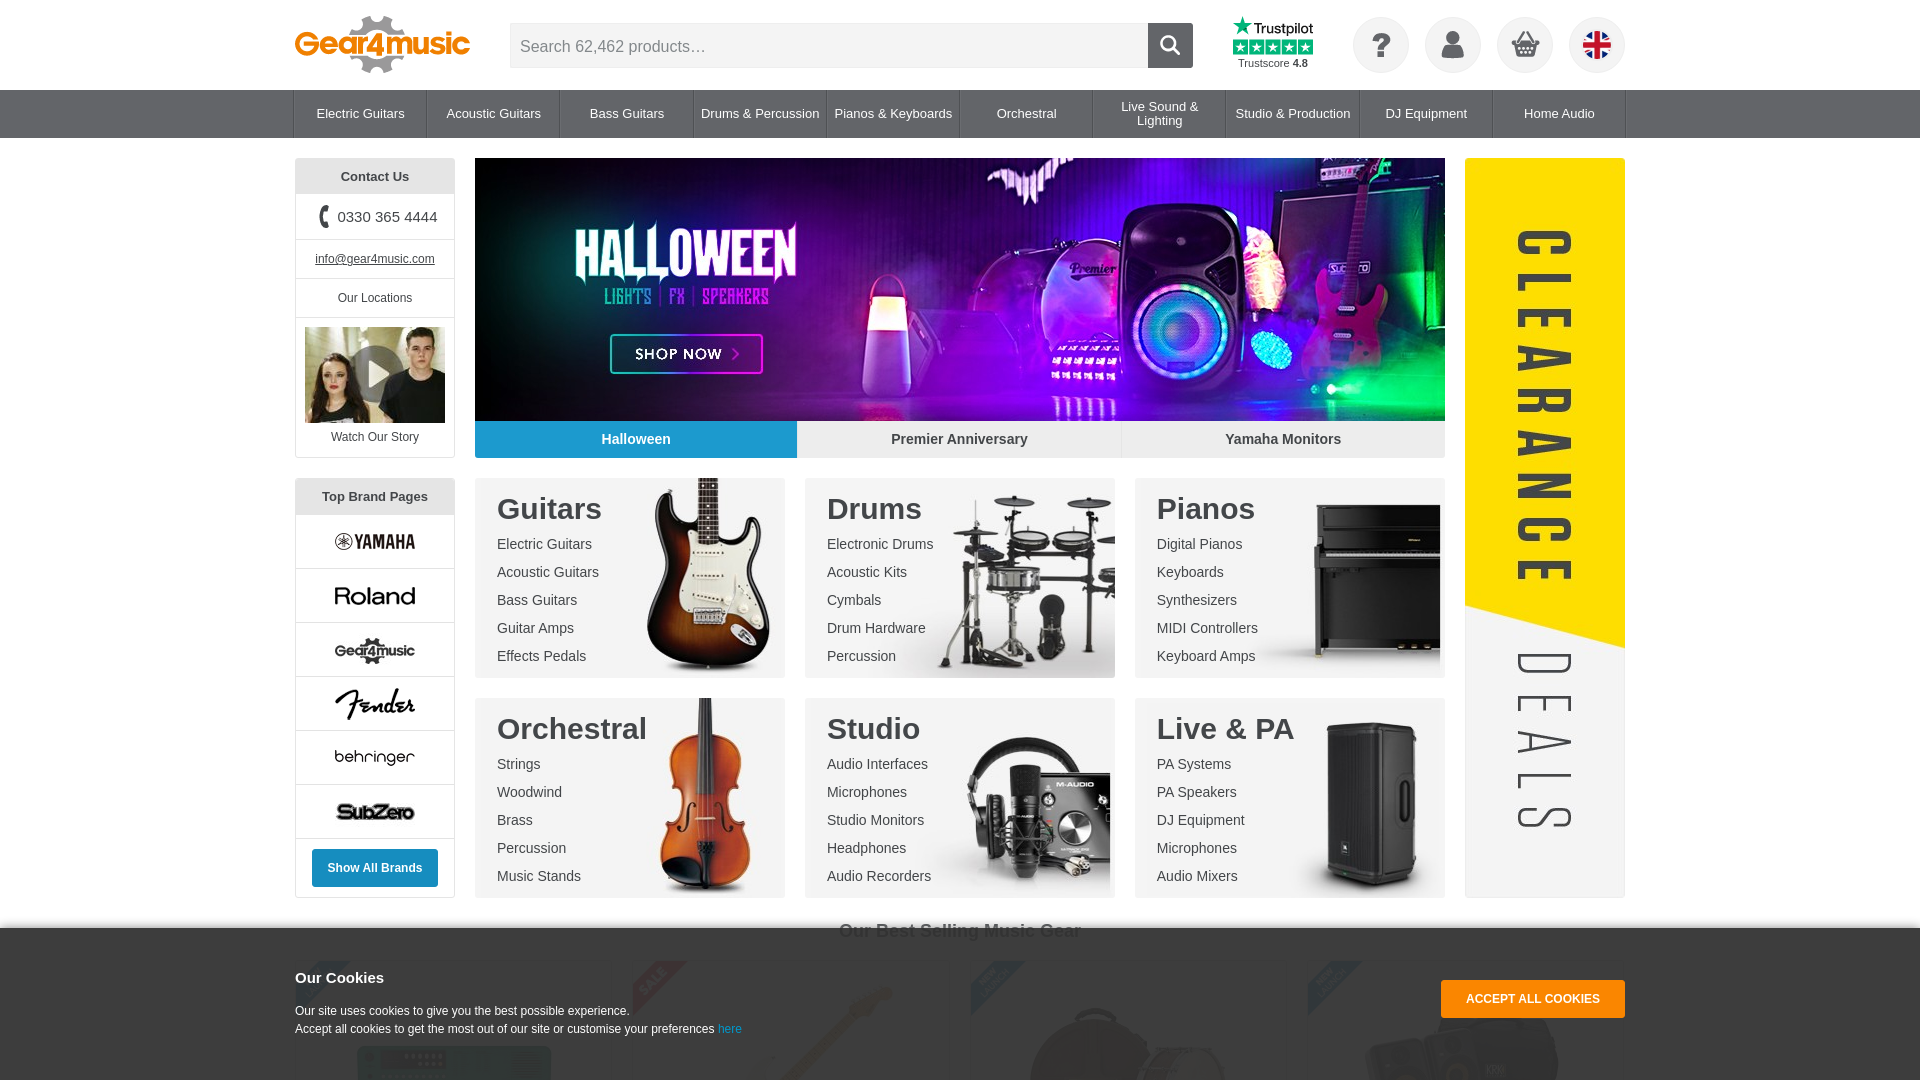 Gear4music
Search 62,462 products…
Trustpilot
Trustscore 4.8
?
Electric Guitars
Acoustic Guitars
Bass Guitars
Drums & Percussion
Pianos & Keyboards
Orchestral
Live Sound &
Lighting
Studio & Production
DJ Equipment
Home Audio
Contact Us
0330 365 4444
info@gear4music.com
Our Locations
Watch Our Story
HALLOWEEN
LIGHTS | FX | SPEAKERS
SHOP NOW
Premier
SubZero
Halloween
Premier Anniversary
Yamaha Monitors
CLEARANCE
DEALS
Top Brand Pages
YAMAHA
Roland
Gear4music
Fender
behringer
SubZero
Show All Brands
Guitars
Electric Guitars
Acoustic Guitars
Bass Guitars
Guitar Amps
Effects Pedals
Drums
Electronic Drums
Acoustic Kits
Cymbals
Drum Hardware
Percussion
Pianos
Digital Pianos
Keyboards
Synthesizers
MIDI Controllers
Keyboard Amps
Orchestral
Strings
Woodwind
Brass
Percussion
Music Stands
Studio
Audio Interfaces
Microphones
Studio Monitors
Headphones
Audio Recorders
M-AUDIO
Live & PA
PA Systems
PA Speakers
DJ Equipment
Microphones
Audio Mixers
Our Best Selling Music Gear
SALE
Our Cookies
Our site uses cookies to give you the best possible experience.
Accept all cookies to get the most out of our site or customise your preferences here
ACCEPT ALL COOKIES